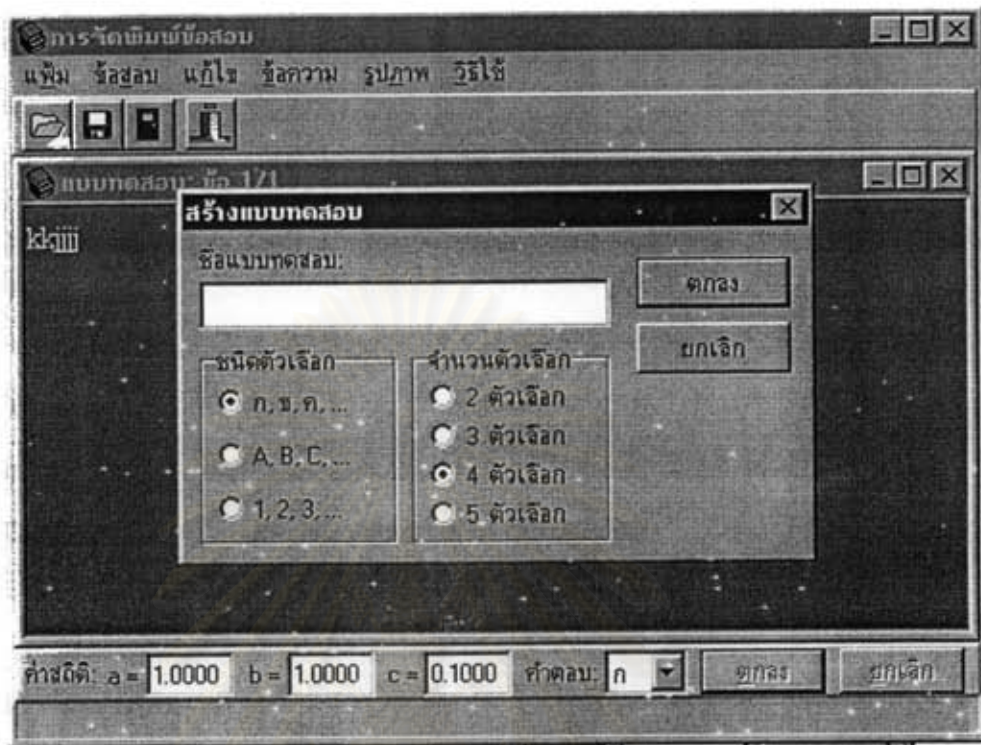 การจัดพิมพ์ข้อสอบ
แฟ้ม ข้อสอบ แก้ไข ข้อความ รูปภาพ วิธีใช้
แบบทดสอบ: ข้อ 1/1
kkjjjj
สร้างแบบทดสอบ
ชื่อแบบทดสอบ:
ตกลง
ยกเลิก
ชนิดตัวเลือก
ก, ข, ค, ...
A, B, C, ...
1, 2, 3, ...
จำนวนตัวเลือก
2 ตัวเลือก
3 ตัวเลือก
4 ตัวเลือก
5 ตัวเลือก
ค่าสถิติ: a = 1.0000 b = 1.0000 c = 0.1000 คำตอบ: ก ตกลง ยกเลิก